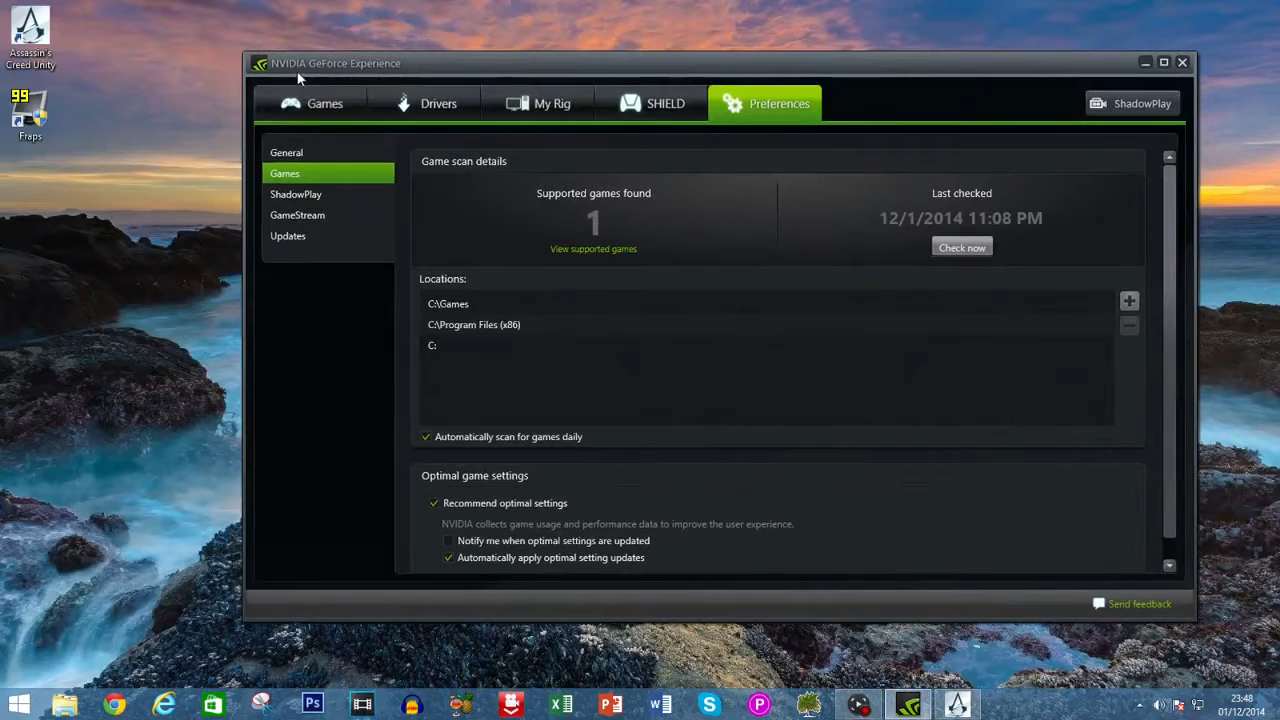 Assassin's
Creed Unity
99
Fraps
NVIDIA GeForce Experience
Games
Drivers
My Rig
SHIELD
Preferences
ShadowPlay
General
Games
ShadowPlay
GameStream
Updates
Game scan details
Supported games found
1
View supported games
Last checked
12/1/2014 11:08 PM
Check now
Locations:
C:\Games
C:\Program Files (x86)
C:
Automatically scan for games daily
Optimal game settings
Recommend optimal settings
NVIDIA collects game usage and performance data to improve the user experience.
Notify me when optimal settings are updated
Automatically apply optimal setting updates
Send feedback
Ps
23:48
01/12/2014